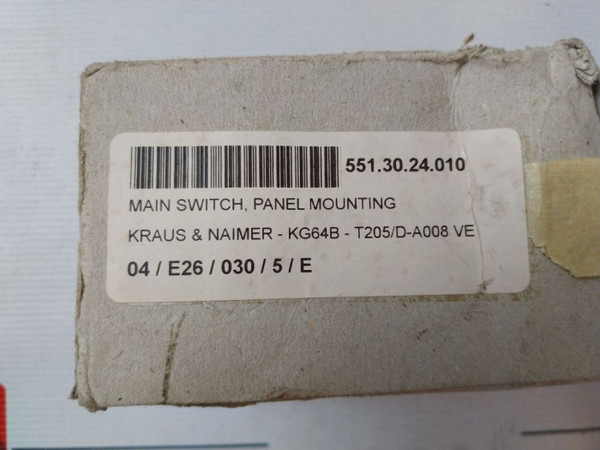 551.30.24.010
MAIN SWITCH, PANEL MOUNTING
KRAUS & NAIMER - KG64B - T205/D-A008 VE
04 / E26 / 030 / 5 / E